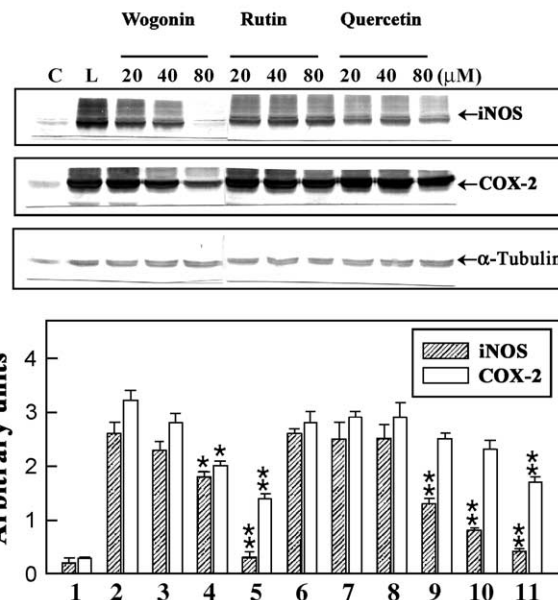 Wogonin Rutin Quercetin
C L 20 40 80 20 40 80 20 40 80 (μM)
←iNOS
←COX-2
←α-Tubulin
Arbitrary units
4
3
2
1
0
iNOS
COX-2
* * ** ** ** ** ** **
1 2 3 4 5 6 7 8 9 10 11